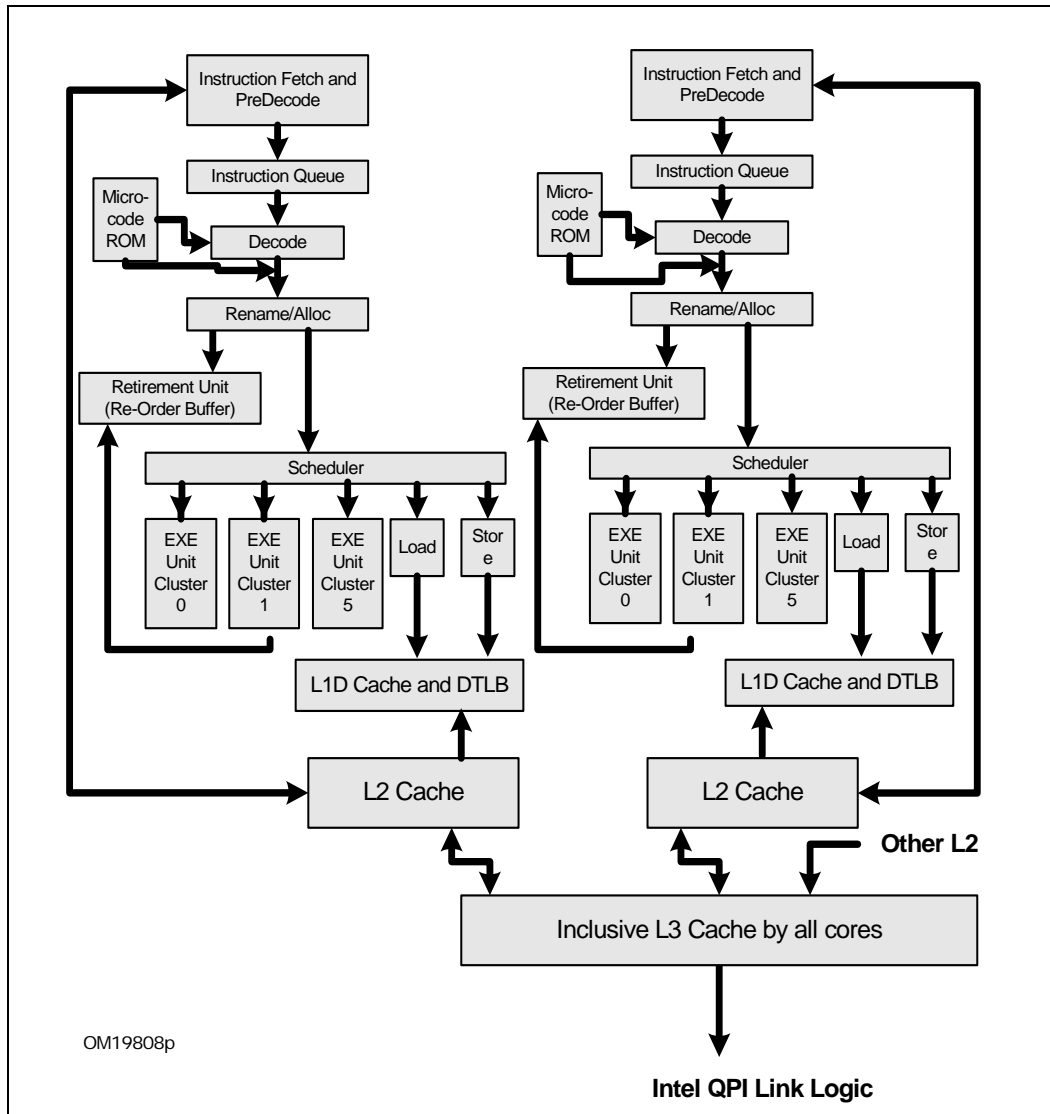 Instruction Fetch and
PreDecode
Instruction Queue
Micro-
code
ROM
Decode
Rename/Alloc
Retirement Unit
(Re-Order Buffer)
Scheduler
EXE
Unit
Cluster
0
EXE
Unit
Cluster
1
EXE
Unit
Cluster
5
Load
Stor
e
L1D Cache and DTLB
L2 Cache
Instruction Fetch and
PreDecode
Instruction Queue
Micro-
code
ROM
Decode
Rename/Alloc
Retirement Unit
(Re-Order Buffer)
Scheduler
EXE
Unit
Cluster
0
EXE
Unit
Cluster
1
EXE
Unit
Cluster
5
Load
Stor
e
L1D Cache and DTLB
L2 Cache
Other L2
Inclusive L3 Cache by all cores
OM19808p
Intel QPI Link Logic